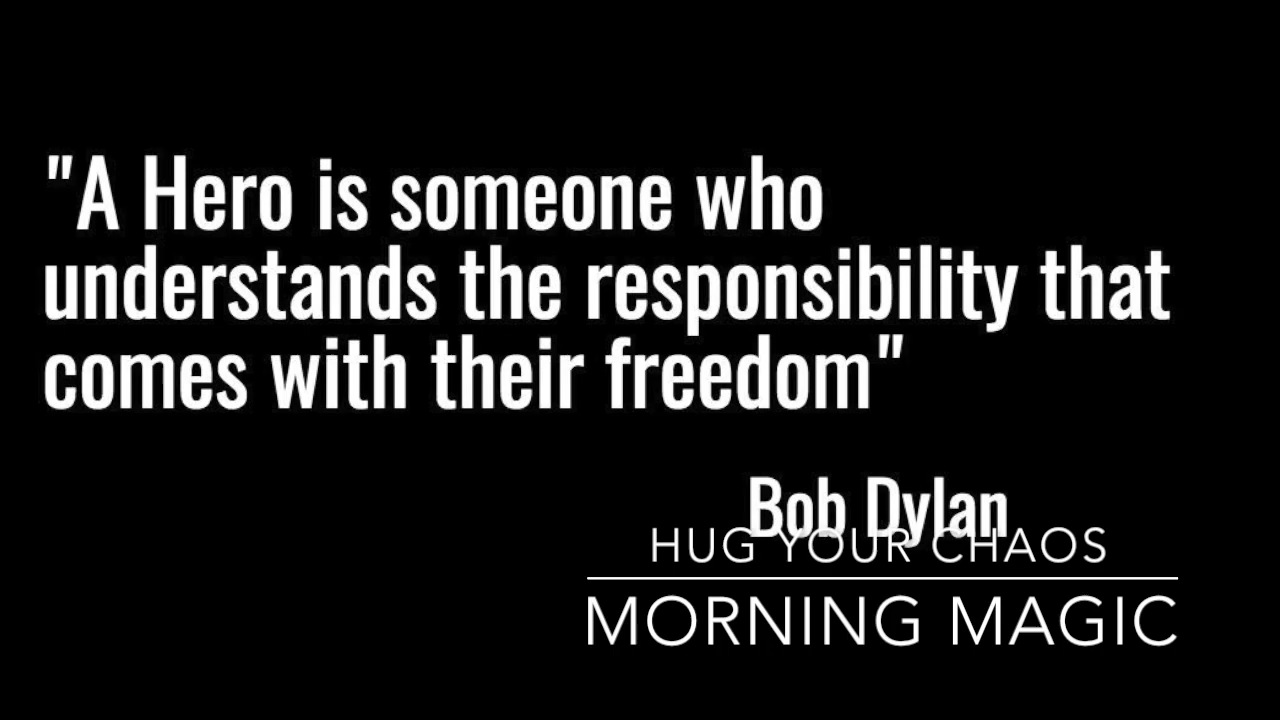 "A Hero is someone who
understands the responsibility that
comes with their freedom"
Bob Dylan
HUG YOUR CHAOS
MORNING MAGIC